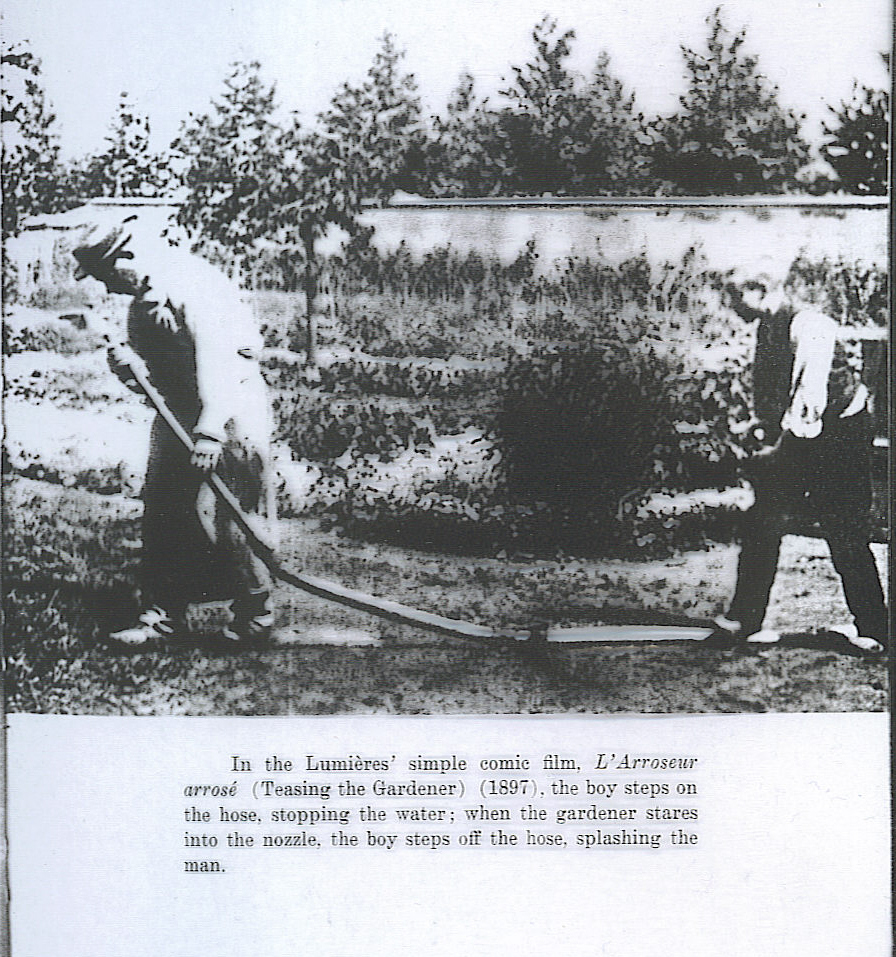 In the Lumières' simple comic film, L'Arroseur
arrosé (Teasing the Gardener) (1897), the boy steps on
the hose, stopping the water; when the gardener stares
into the nozzle, the boy steps off the hose, splashing the
man.